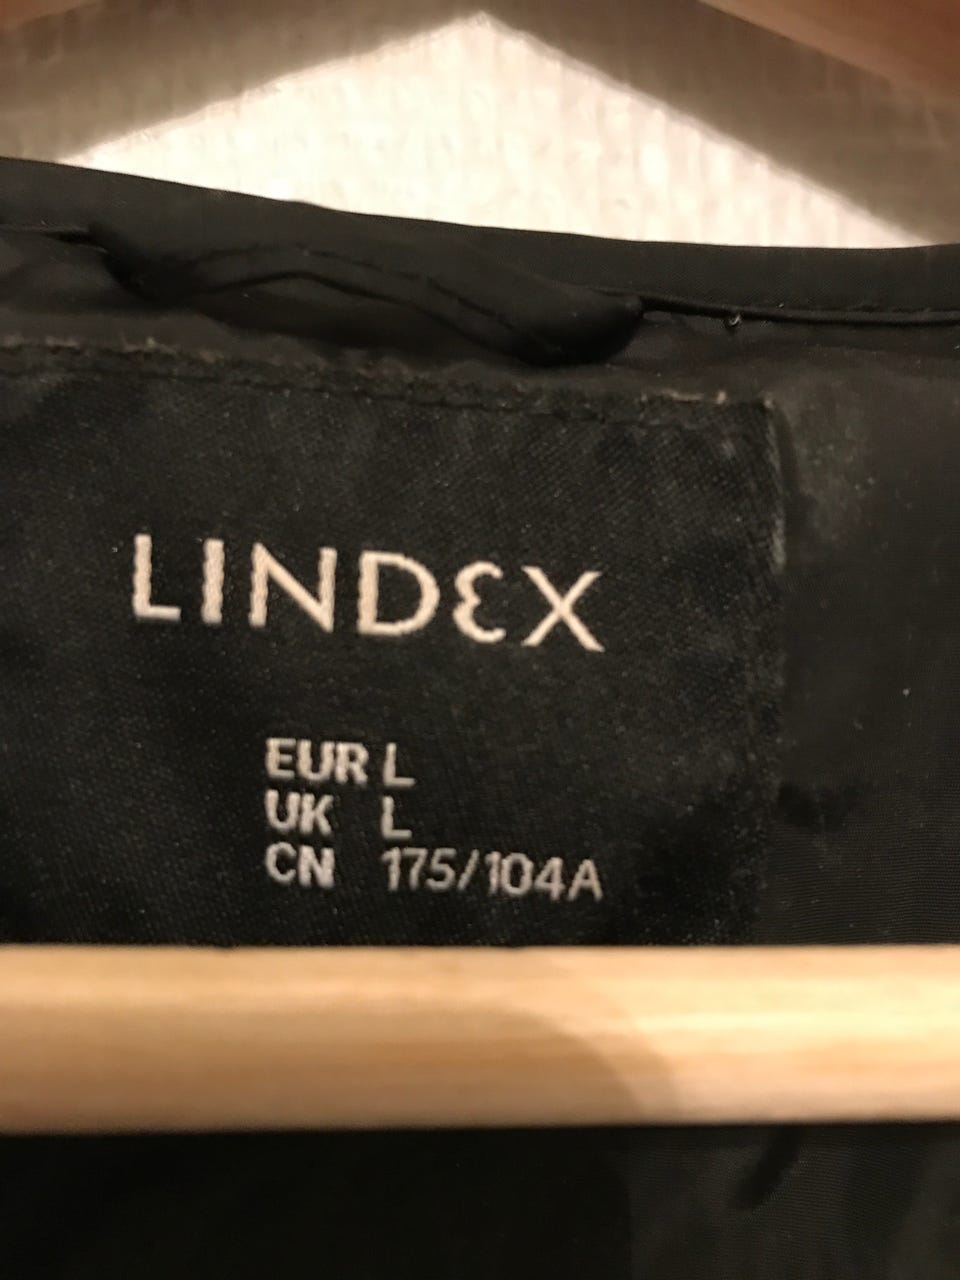 LINDEX
EUR L
UK L
CN 175/104A